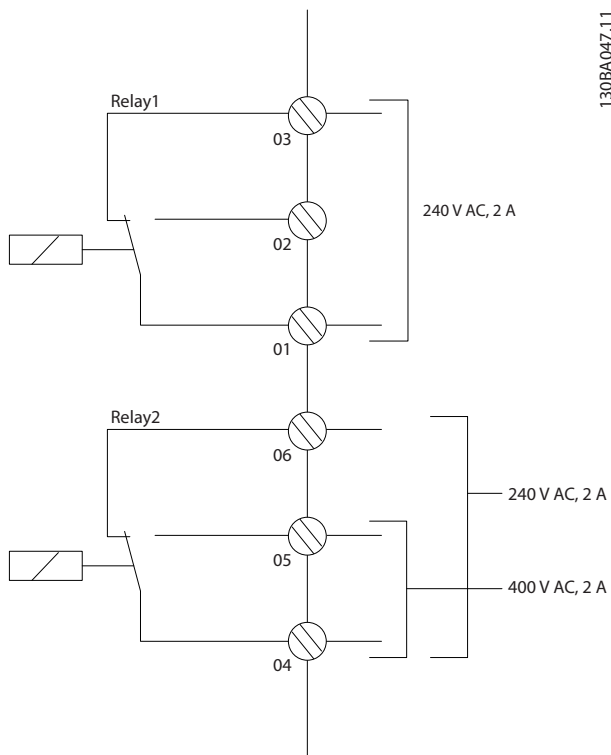 130BA047.11
Relay1
03
02
240 V AC, 2 A
01
Relay2
06
240 V AC, 2 A
05
400 V AC, 2 A
04